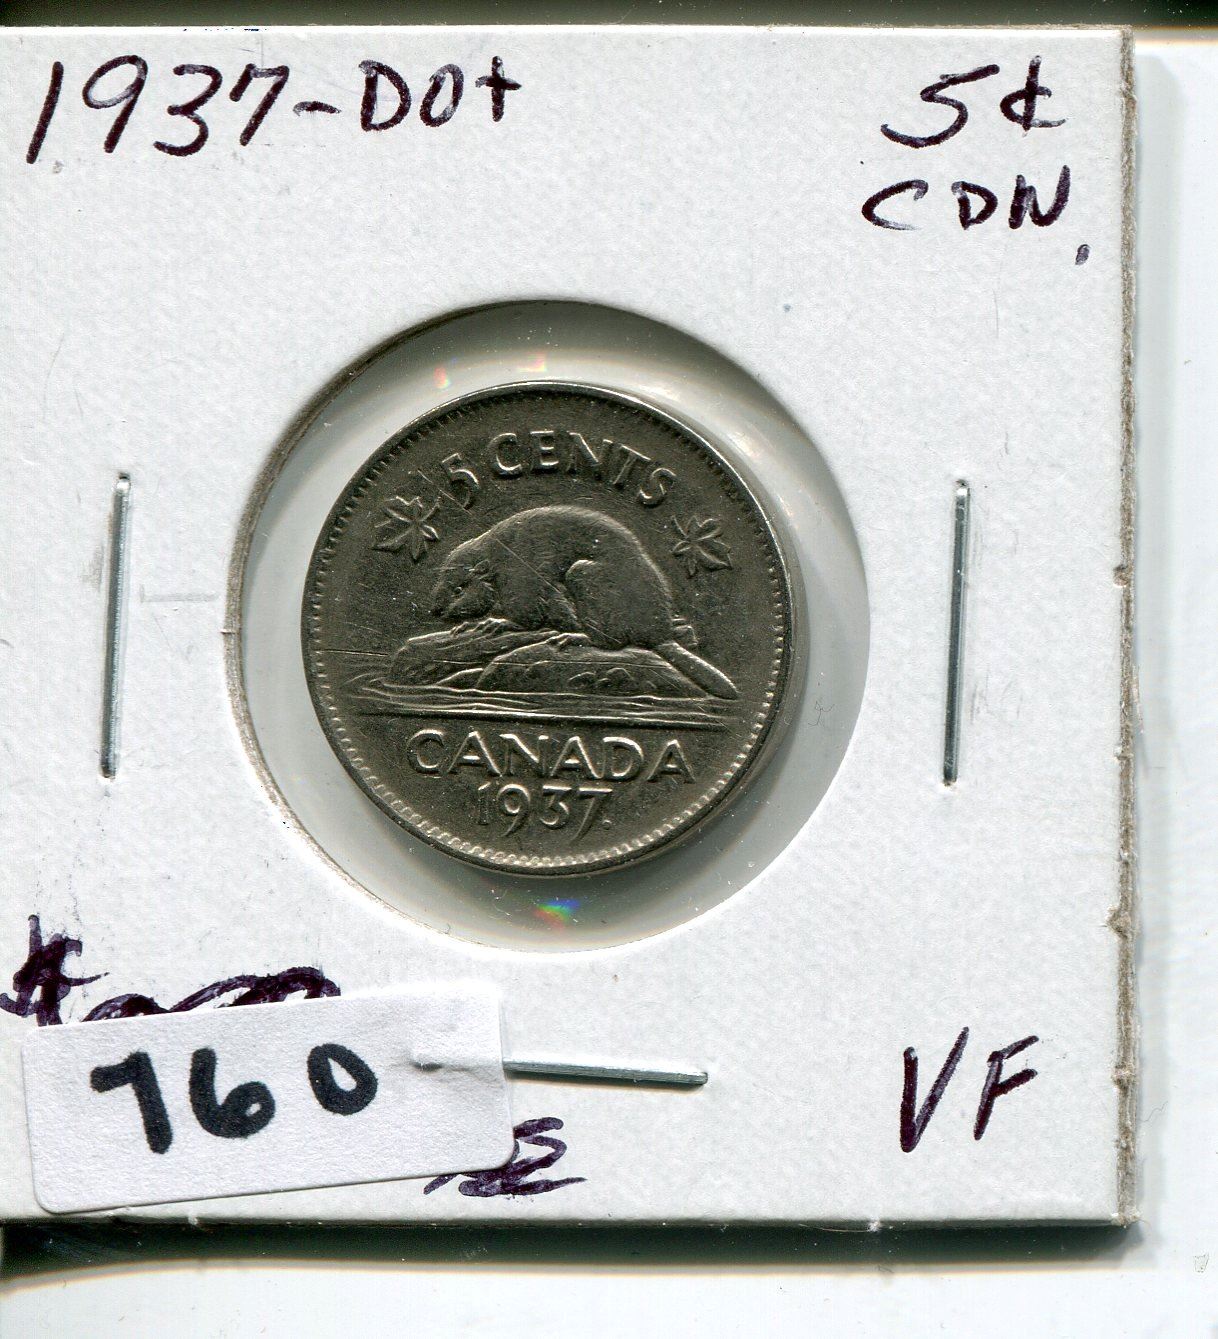 1937-Dot 5¢
CDN.
5 CENTS
CANADA
1937.
760
VF